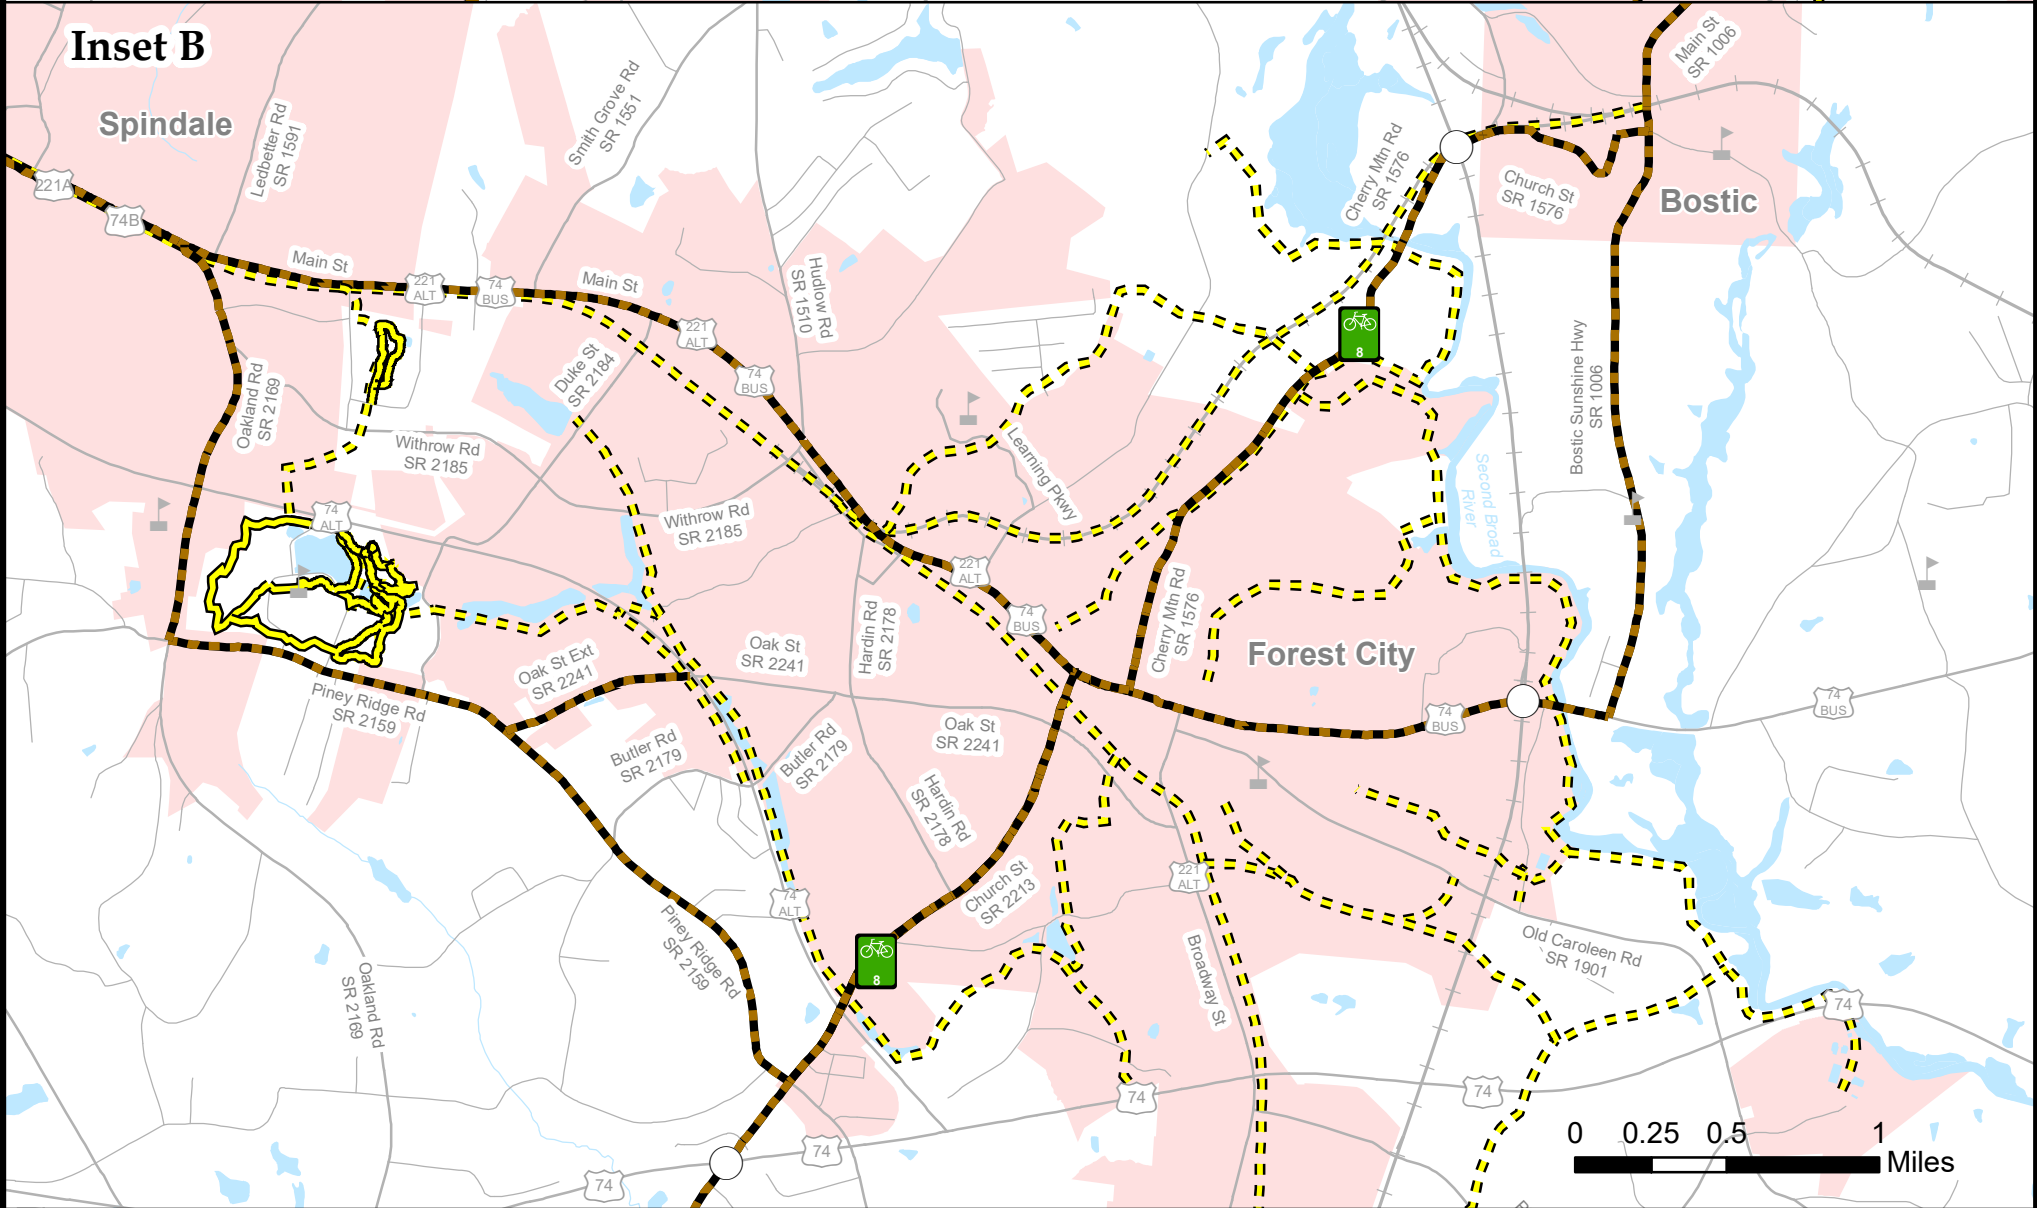 Inset B
Spindale
Ledbetter Rd
SR 1591
Smith Grove Rd
SR 1551
221A
74B
Main St
221
ALT
74
BUS
Main St
Hudlow Rd
SR 1510
221
ALT
74
BUS
Duke St
SR 2184
Oakland Rd
SR 2169
Withrow Rd
SR 2185
74
ALT
Withrow Rd
SR 2185
Learning Pkwy
Cherry Mtn Rd
SR 1576
Main St
SR 1006
Church St
SR 1576
Bostic
8
Bostic Sunshine Hwy
SR 1006
Second Broad
River
221
ALT
74
BUS
Hardin Rd
SR 2178
Cherry Mtn Rd
SR 1576
Forest City
Oak St
SR 2241
Oak St Ext
SR 2241
Piney Ridge Rd
SR 2159
Butler Rd
SR 2179
Butler Rd
SR 2179
Oak St
SR 2241
74
BUS
74
BUS
Hardin Rd
SR 2178
Church St
SR 2213
221
ALT
74
ALT
Piney Ridge Rd
SR 2159
8
Broadway St
Old Caroleen Rd
SR 1901
Oakland Rd
SR 2169
74
74
74
74
74
0 0.25 0.5 1
Miles